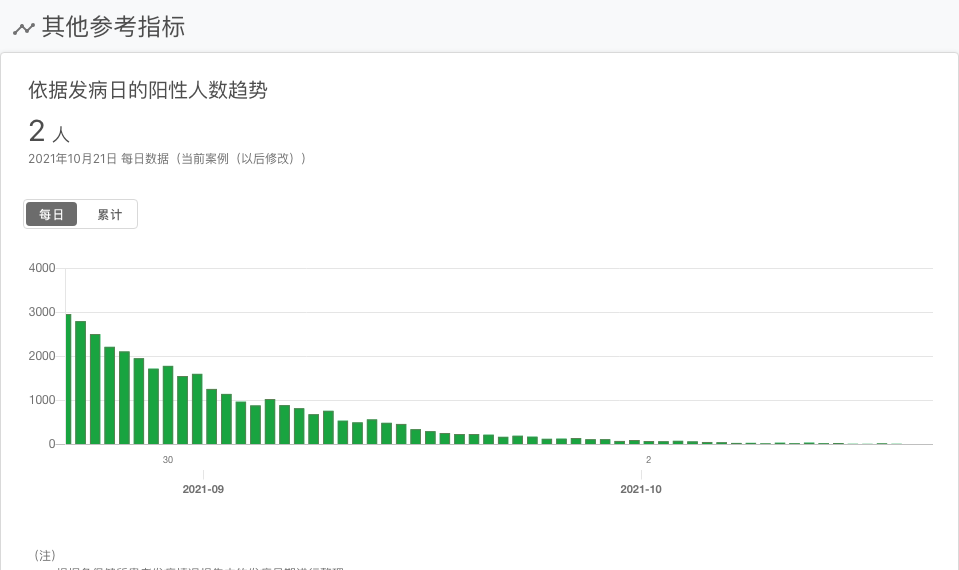 其他参考指标
依据发病日的阳性人数趋势
2 人
2021年10月21日 每日数据（当前案例（以后修改））
每日 累计
4000
3000
2000
1000
0
30 2
2021-09 2021-10
（注）